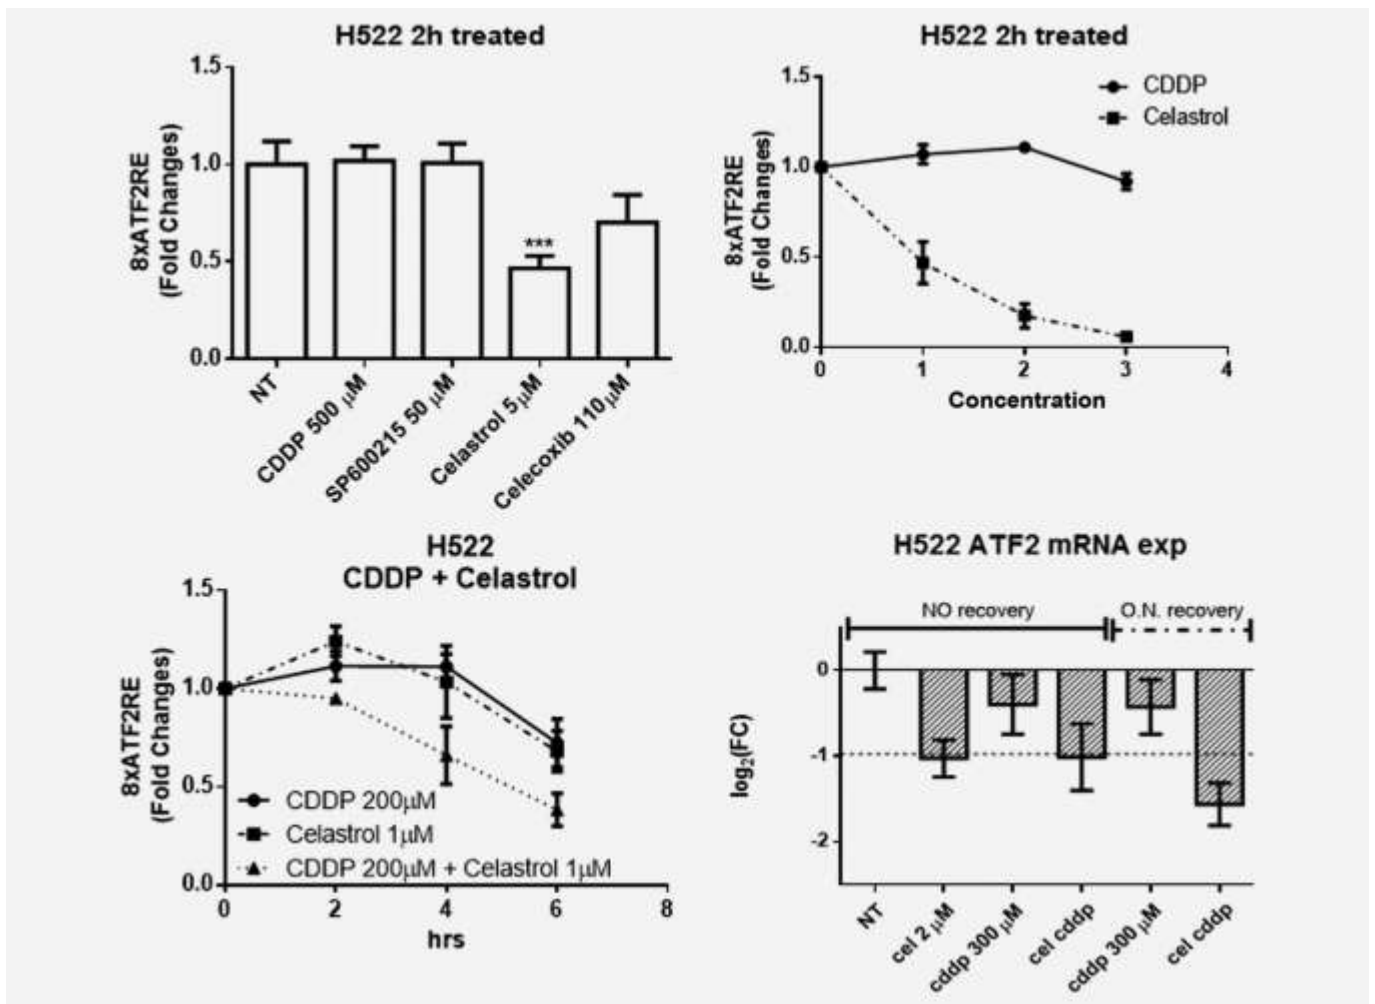 H522 2h treated
8xATF2RE
(Fold Changes)
1.5
1.0
0.5
0.0
***
NT
CDDP 500 μM
SP600215 50 μM
Celastrol 5μM
Celecoxib 110μM
H522 2h treated
8xATF2RE
(Fold Changes)
1.5
1.0
0.5
0.0
CDDP
Celastrol
0 1 2 3 4
Concentration
H522
CDDP + Celastrol
8xATF2RE
(Fold Changes)
1.5
1.0
0.5
0.0
CDDP 200μM
Celastrol 1μM
CDDP 200μM + Celastrol 1μM
0 2 4 6 8
hrs
H522 ATF2 mRNA exp
NO recovery
O.N. recovery
log₂(FC)
0
-1
-2
NT
cel 2 μM
cddp 300 μM
cel cddp
cddp 300 μM
cel cddp